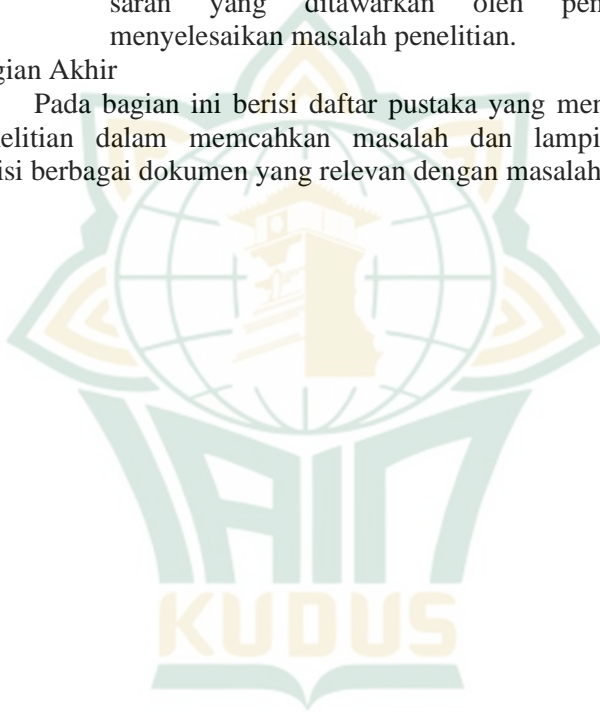 saran yang ditawarkan oleh pen
menyelesaikan masalah penelitian.
gian Akhir
Pada bagian ini berisi daftar pustaka yang men
elitian dalam memcahkan masalah dan lampi
isi berbagai dokumen yang relevan dengan masalah
IAIN
KUDUS